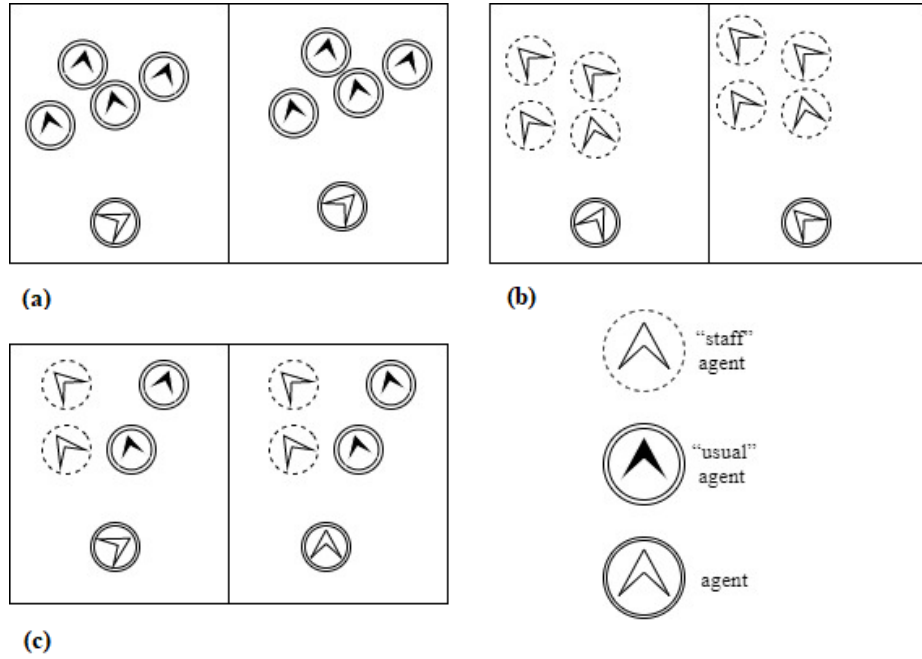 (a)
(b)
“staff”
agent
“usual”
agent
agent
(c)